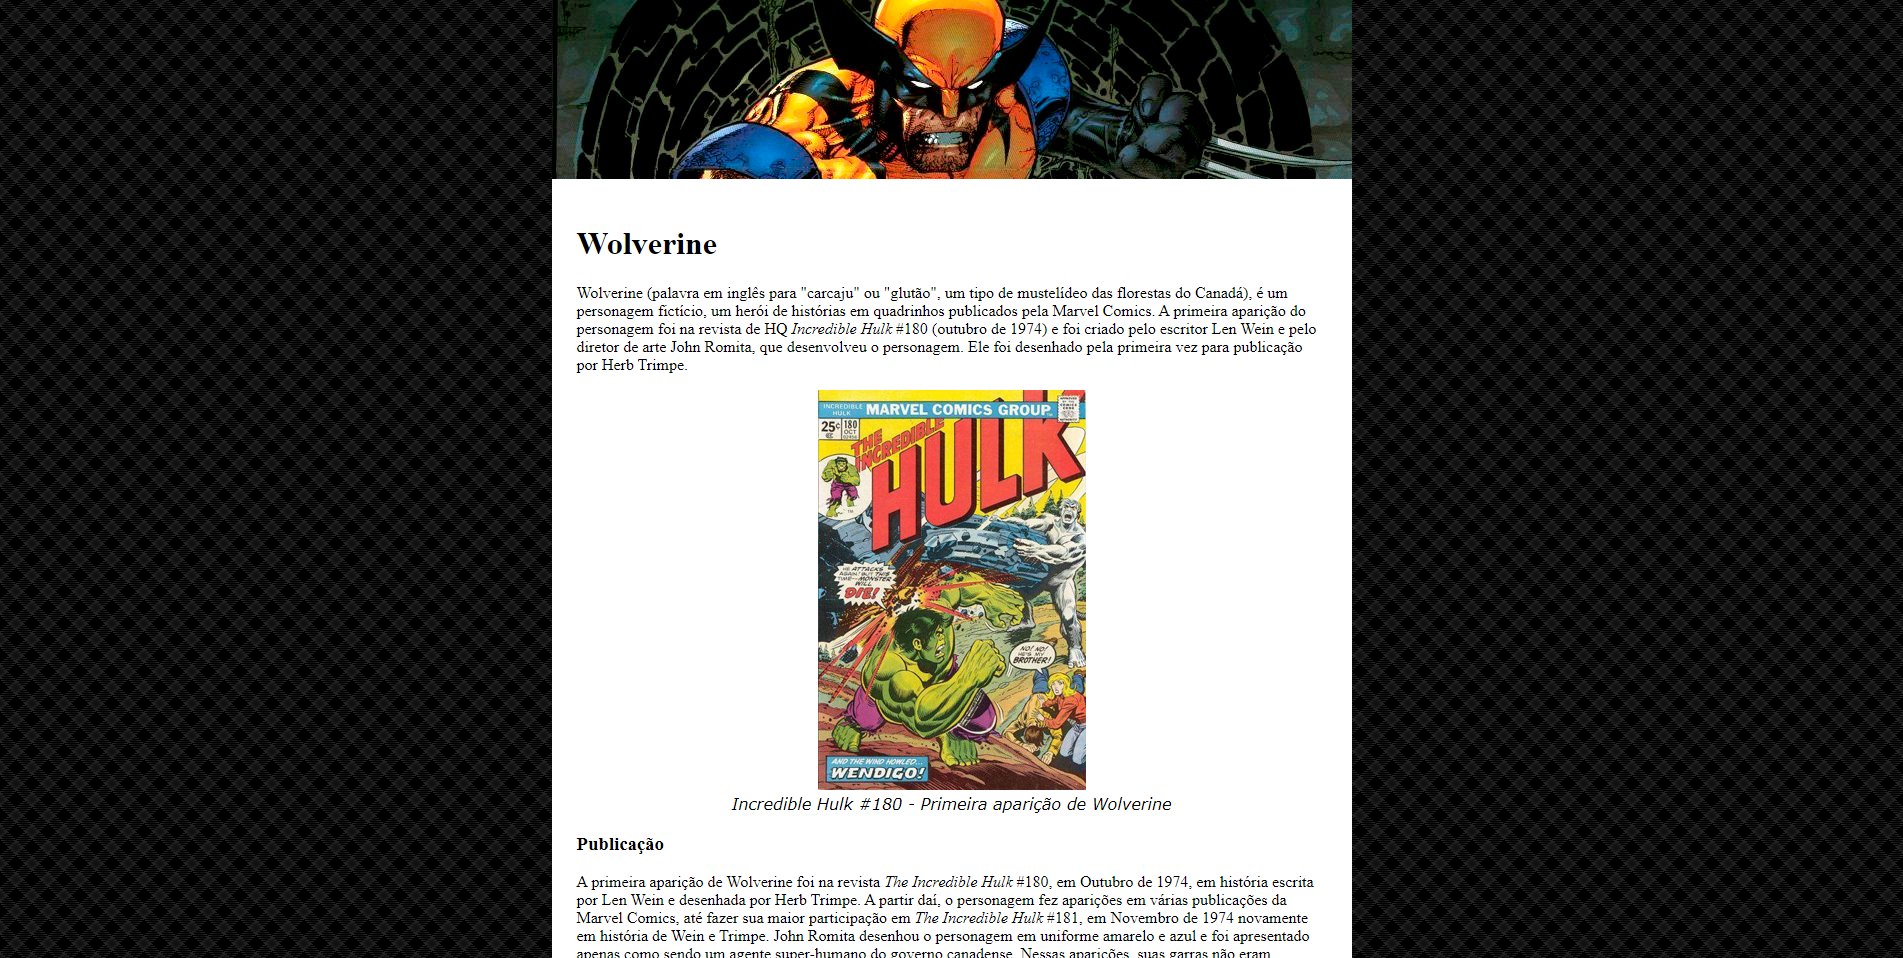 Wolverine
Wolverine (palavra em inglês para "carcaju" ou "glutão", um tipo de mustelídeo das florestas do Canadá), é um
personagem fictício, um herói de histórias em quadrinhos publicados pela Marvel Comics. A primeira aparição do
personagem foi na revista de HQ Incredible Hulk #180 (outubro de 1974) e foi criado pelo escritor Len Wein e pelo
diretor de arte John Romita, que desenvolveu o personagem. Ele foi desenhado pela primeira vez para publicação
por Herb Trimpe.
INCREDIBLE
HULK
MARVEL COMICS GROUP
25¢
180
OCT
THE
INCREDIBLE
HULK
HE ATTACKS
AGAIN! BUT THIS
TIME--MONSTER
WILL
DIE!
NO! NO!
HE'S MY
BROTHER!
AND THE WIND HOWLED...
WENDIGO!
Incredible Hulk #180 - Primeira aparição de Wolverine
Publicação
A primeira aparição de Wolverine foi na revista The Incredible Hulk #180, em Outubro de 1974, em história escrita
por Len Wein e desenhada por Herb Trimpe. A partir daí, o personagem fez aparições em várias publicações da
Marvel Comics, até fazer sua maior participação em The Incredible Hulk #181, em Novembro de 1974 novamente
em história de Wein e Trimpe. John Romita desenhou o personagem em uniforme amarelo e azul e foi apresentado
apenas como sendo um agente super-humano do governo canadense. Nessas aparições, suas garras não eram